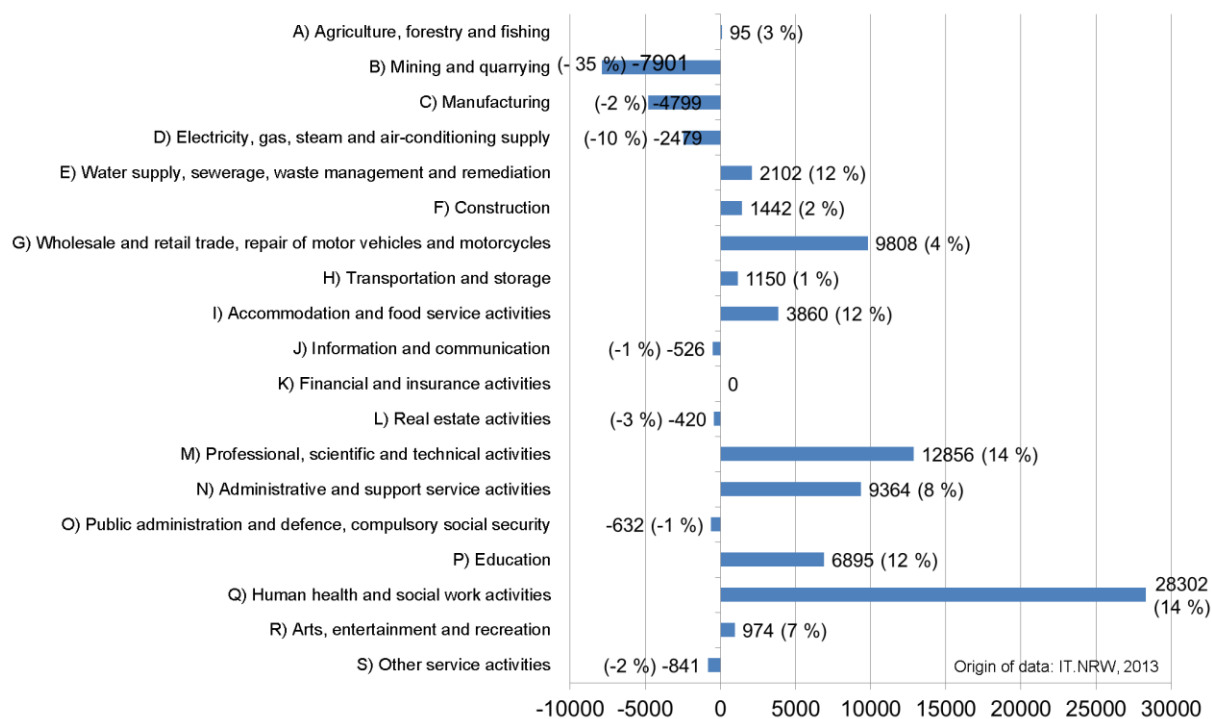 A) Agriculture, forestry and fishing 95 (3 %)
B) Mining and quarrying (- 35 %) -7901
C) Manufacturing (-2 %) -4799
D) Electricity, gas, steam and air-conditioning supply (-10 %) -2479
E) Water supply, sewerage, waste management and remediation 2102 (12 %)
F) Construction 1442 (2 %)
G) Wholesale and retail trade, repair of motor vehicles and motorcycles 9808 (4 %)
H) Transportation and storage 1150 (1 %)
I) Accommodation and food service activities 3860 (12 %)
J) Information and communication (-1 %) -526
K) Financial and insurance activities 0
L) Real estate activities (-3 %) -420
M) Professional, scientific and technical activities 12856 (14 %)
N) Administrative and support service activities 9364 (8 %)
O) Public administration and defence, compulsory social security -632 (-1 %)
P) Education 6895 (12 %)
Q) Human health and social work activities 28302
(14 %)
R) Arts, entertainment and recreation 974 (7 %)
S) Other service activities (-2 %) -841
Origin of data: IT.NRW, 2013
-10000 -5000 0 5000 10000 15000 20000 25000 30000